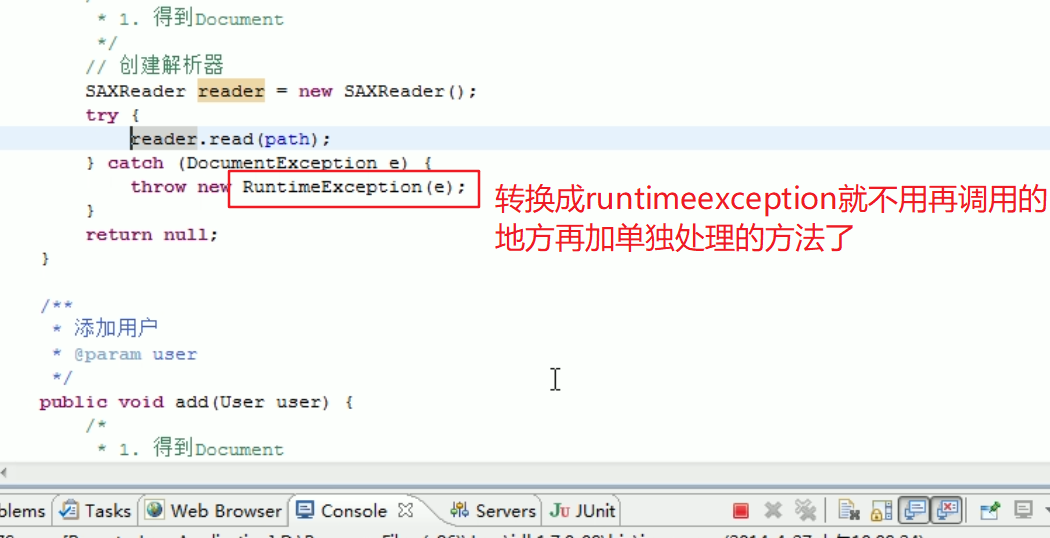 * 1. 得到Document
*/
// 创建解析器
SAXReader reader = new SAXReader();
try {
reader.read(path);
} catch (DocumentException e) {
throw new RuntimeException(e);
}
return null;
}
转换成runtimeexception就不用再调用的
地方再加单独处理的方法了
/**
* 添加用户
* @param user
*/
public void add(User user) {
/*
* 1. 得到Document
blems Tasks Web Browser Console Servers JUnit